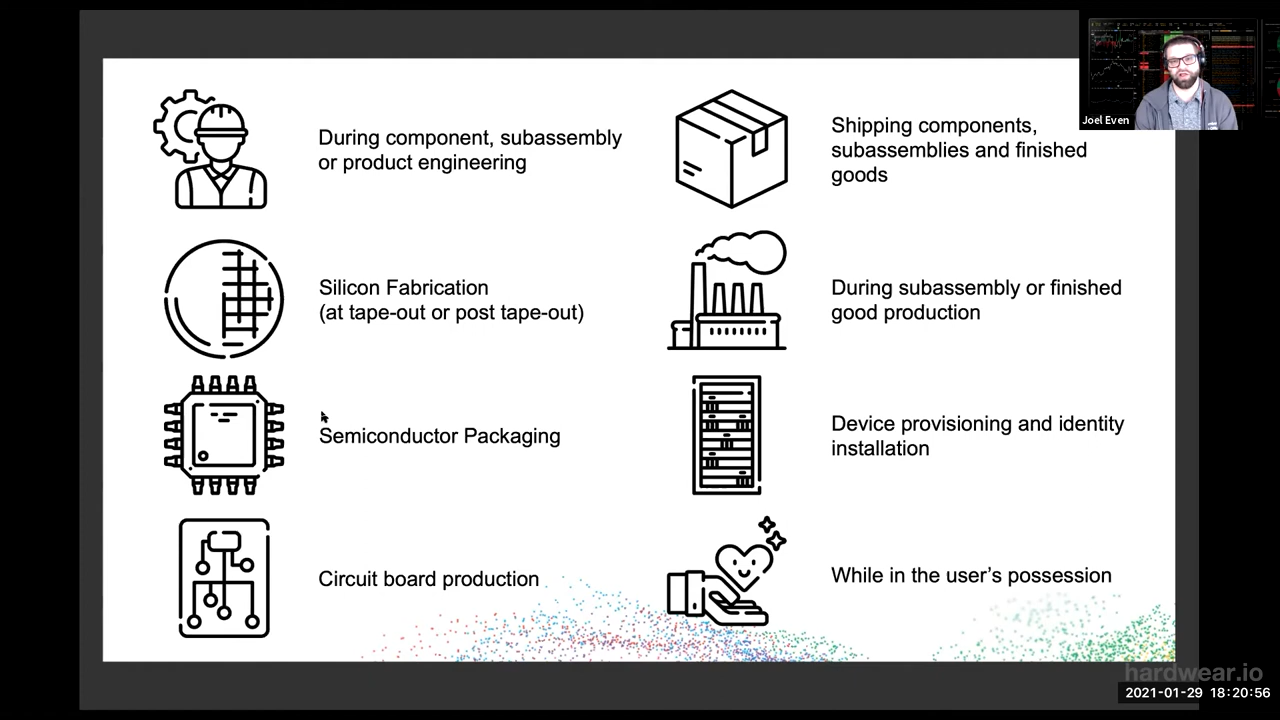 During component, subassembly
or product engineering
Silicon Fabrication
(at tape-out or post tape-out)
Semiconductor Packaging
Circuit board production
Shipping components,
subassemblies and finished
goods
During subassembly or finished
good production
Device provisioning and identity
installation
While in the user's possession
Joel Even
hardwear.io
2021-01-29 18:20:56